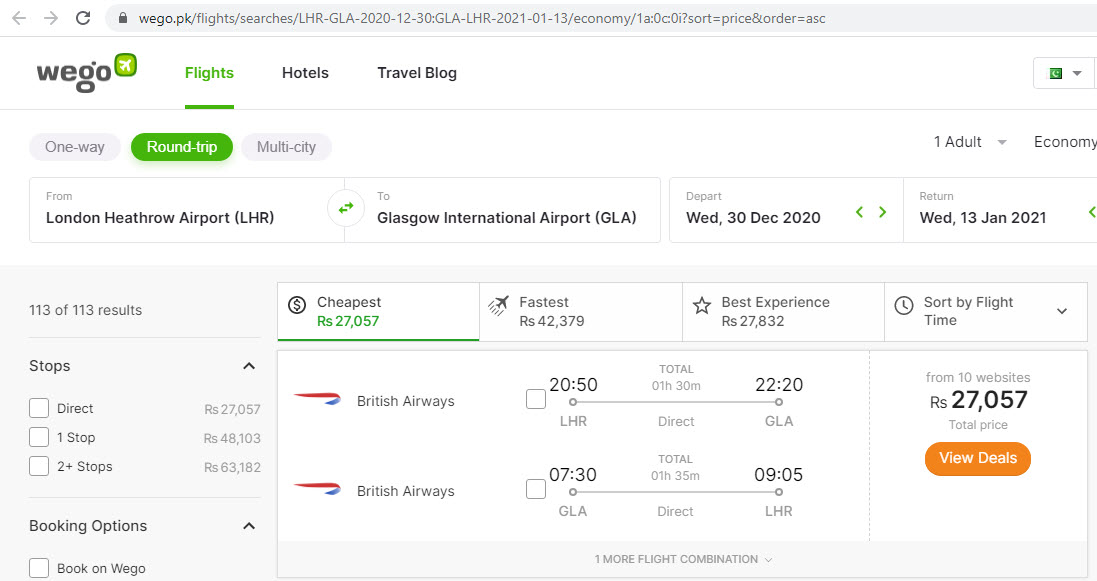 wego.pk/flights/searches/LHR-GLA-2020-12-30:GLA-LHR-2021-01-13/economy/1a:0c:0i?sort=price&order=asc
wego Flights Hotels Travel Blog
One-way Round-trip Multi-city 1 Adult Economy
From To Depart Return
London Heathrow Airport (LHR) Glasgow International Airport (GLA) Wed, 30 Dec 2020 Wed, 13 Jan 2021
113 of 113 results
Stops
Direct Rs 27,057
1 Stop Rs 48,103
2+ Stops Rs 63,182
Booking Options
Book on Wego
Cheapest
Rs 27,057
Fastest
Rs 42,379
Best Experience
Rs 27,832
Sort by Flight
Time
British Airways
20:50
LHR
TOTAL
01h 30m
Direct
22:20
GLA
British Airways
07:30
GLA
TOTAL
01h 35m
Direct
09:05
LHR
from 10 websites
Rs 27,057
Total price
View Deals
1 MORE FLIGHT COMBINATION